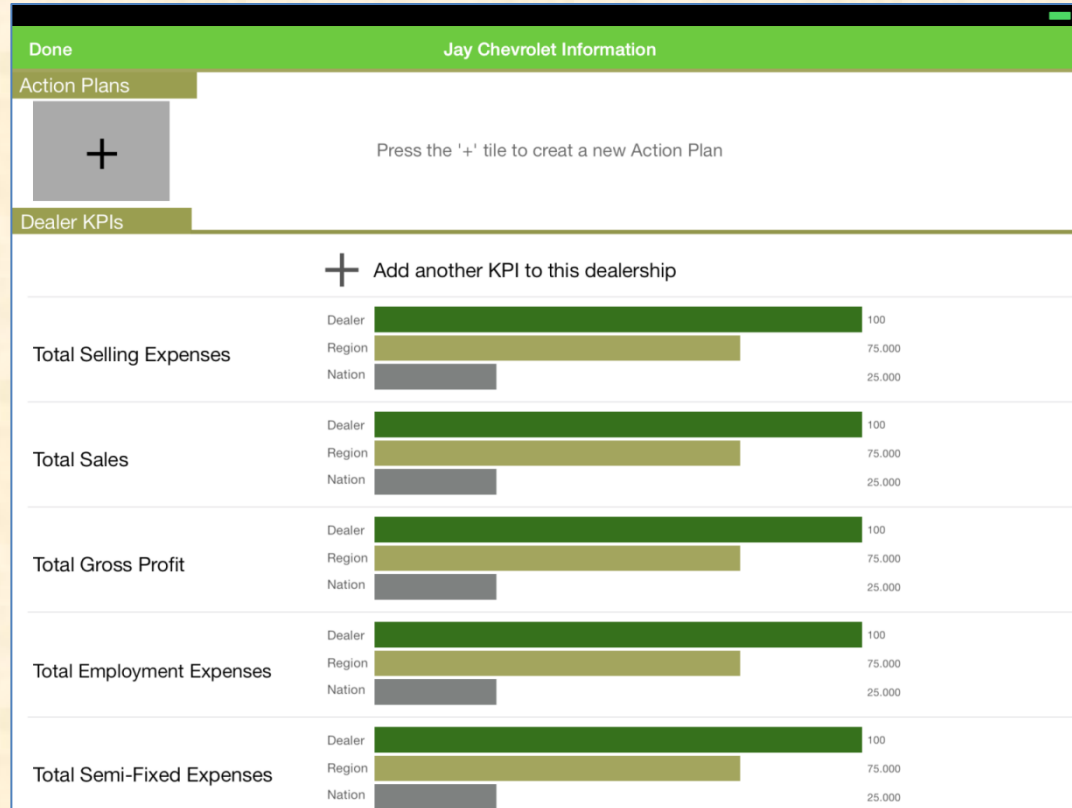 Done Jay Chevrolet Information
Action Plans
+
Press the '+' tile to creat a new Action Plan
Dealer KPIs
+ Add another KPI to this dealership
Total Selling Expenses
Dealer 100
Region 75.000
Nation 25.000
Total Sales
Dealer 100
Region 75.000
Nation 25.000
Total Gross Profit
Dealer 100
Region 75.000
Nation 25.000
Total Employment Expenses
Dealer 100
Region 75.000
Nation 25.000
Total Semi-Fixed Expenses
Dealer 100
Region 75.000
Nation 25.000